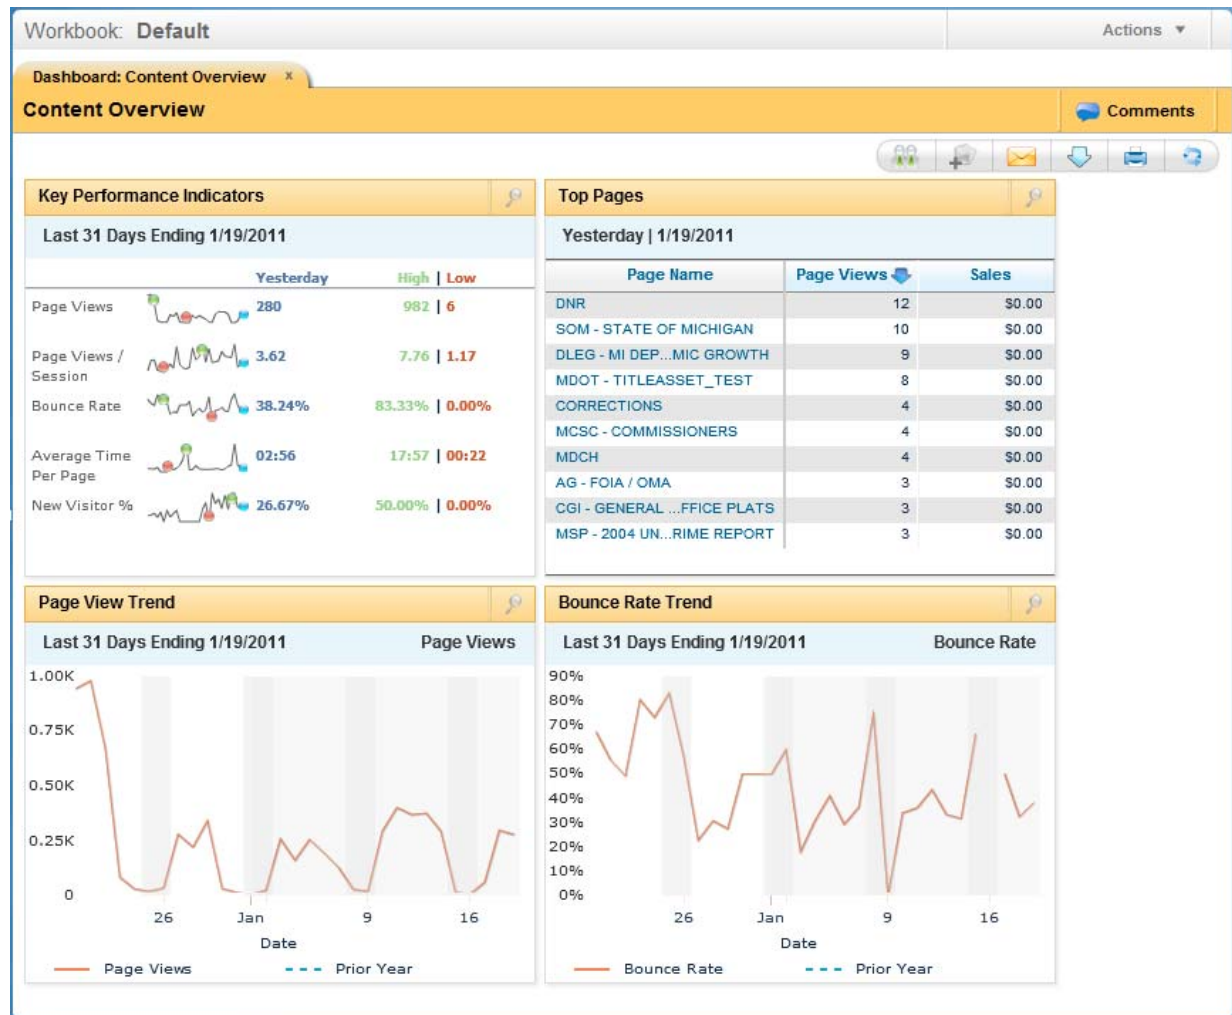 Workbook: Default
Actions
Dashboard: Content Overview x
Content Overview
Comments
Key Performance Indicators
Last 31 Days Ending 1/19/2011
Yesterday High | Low
Page Views 280 982 | 6
Page Views / Session 3.62 7.76 | 1.17
Bounce Rate 38.24% 83.33% | 0.00%
Average Time Per Page 02:56 17:57 | 00:22
New Visitor % 26.67% 50.00% | 0.00%
Top Pages
Yesterday | 1/19/2011
Page Name Page Views Sales
DNR 12 $0.00
SOM - STATE OF MICHIGAN 10 $0.00
DLEG - MI DEP...MIC GROWTH 9 $0.00
MDOT - TITLEASSET_TEST 8 $0.00
CORRECTIONS 4 $0.00
MCSC - COMMISSIONERS 4 $0.00
MDCH 4 $0.00
AG - FOIA / OMA 3 $0.00
CGI - GENERAL ...FFICE PLATS 3 $0.00
MSP - 2004 UN...RIME REPORT 3 $0.00
Page View Trend
Last 31 Days Ending 1/19/2011 Page Views
1.00K
0.75K
0.50K
0.25K
0
26 Jan 9 16
Date
Page Views Prior Year
Bounce Rate Trend
Last 31 Days Ending 1/19/2011 Bounce Rate
90%
80%
70%
60%
50%
40%
30%
20%
10%
0%
26 Jan 9 16
Date
Bounce Rate Prior Year